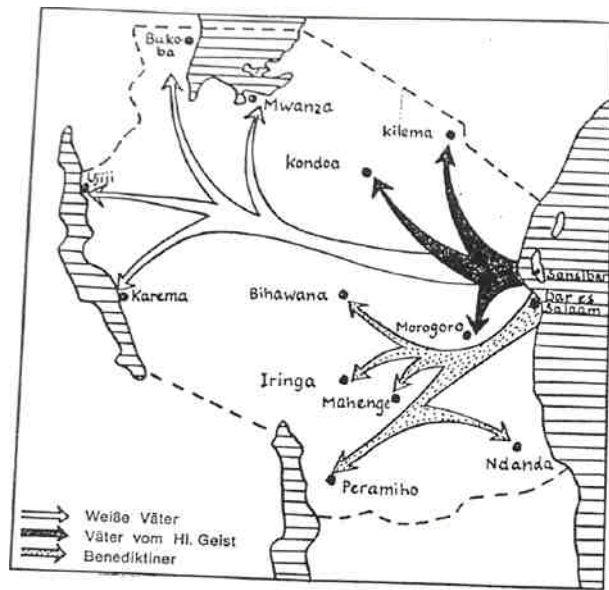 Buko
ba
Mwanza
Kilema
Kondoa
Ujiji
Sansibar
Karema
Bihawana
Dar es
Salaam
Morogoro
Iringa
Mahenge
Ndanda
Peramiho
Weiße Väter
Väter vom Hl. Geist
Benediktiner